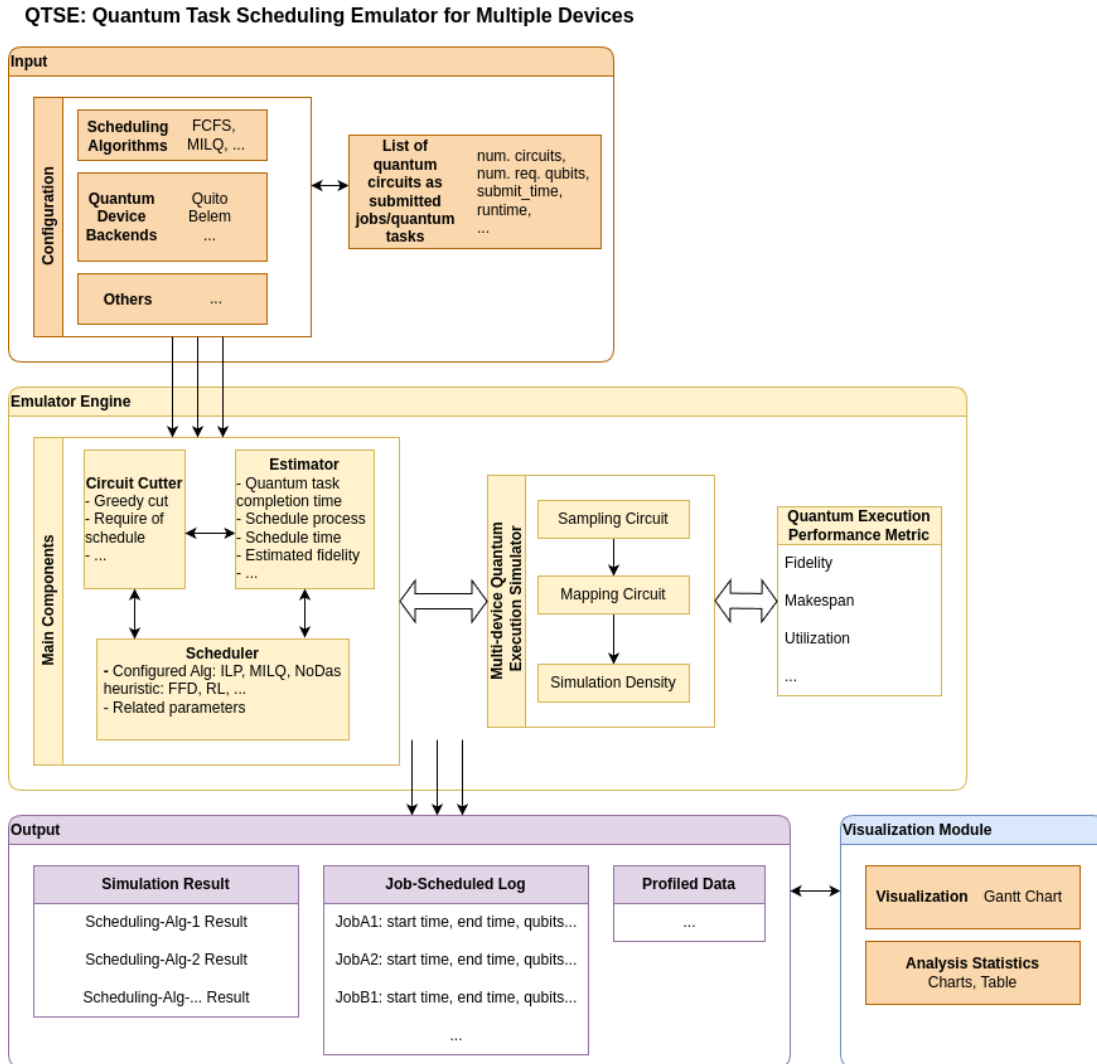 QTSE: Quantum Task Scheduling Emulator for Multiple Devices
Input
Configuration
Scheduling
Algorithms
FCFS,
MILQ, ...
Quantum
Device
Backends
Quito
Belem
...
Others
...
List of
quantum
circuits as
submitted
jobs/quantum
tasks
num. circuits,
num. req. qubits,
submit_time,
runtime,
...
Emulator Engine
Main Components
Circuit Cutter
- Greedy cut
- Require of
schedule
- ...
Estimator
- Quantum task
completion time
- Schedule process
- Schedule time
- Estimated fidelity
- ...
Scheduler
- Configured Alg: ILP, MILQ, NoDas
heuristic: FFD, RL, ...
- Related parameters
Multi-device Quantum
Execution Simulator
Sampling Circuit
Mapping Circuit
Simulation Density
Quantum Execution
Performance Metric
Fidelity
Makespan
Utilization
...
Output
Simulation Result
Scheduling-Alg-1 Result
Scheduling-Alg-2 Result
Scheduling-Alg-... Result
Job-Scheduled Log
JobA1: start time, end time, qubits...
JobA2: start time, end time, qubits...
JobB1: start time, end time, qubits...
...
Profiled Data
...
Visualization Module
Visualization Gantt Chart
Analysis Statistics
Charts, Table